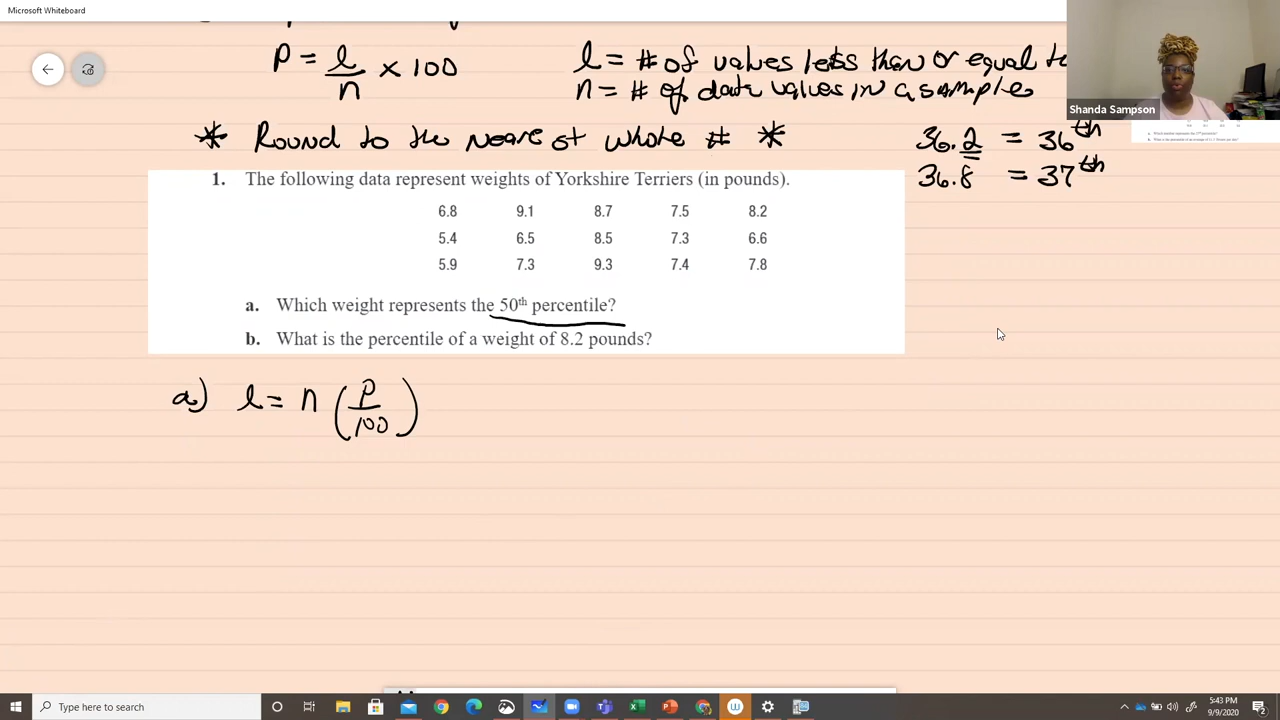 Microsoft Whiteboard
P = l/n × 100
l = # of values less than or equal to
n = # of data values in a sample
Shanda Sampson
* Round to the nearest whole # *
36.2 = 36th
36.8 = 37th
1. The following data represent weights of Yorkshire Terriers (in pounds).
6.8 9.1 8.7 7.5 8.2
5.4 6.5 8.5 7.3 6.6
5.9 7.3 9.3 7.4 7.8
a. Which weight represents the 50th percentile?
b. What is the percentile of a weight of 8.2 pounds?
a) l = n (P/100)
Type here to search
5:43 PM
9/9/2020